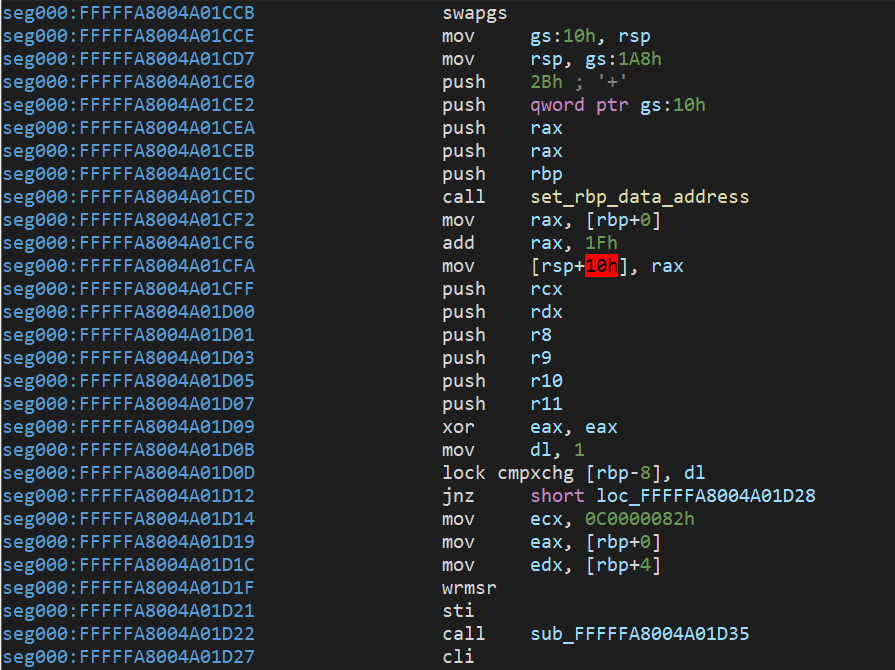 seg000:FFFFFA8004A01CCB swapgs
seg000:FFFFFA8004A01CCE mov gs:10h, rsp
seg000:FFFFFA8004A01CD7 mov rsp, gs:1A8h
seg000:FFFFFA8004A01CE0 push 2Bh ; '+'
seg000:FFFFFA8004A01CE2 push qword ptr gs:10h
seg000:FFFFFA8004A01CEA push rax
seg000:FFFFFA8004A01CEB push rax
seg000:FFFFFA8004A01CEC push rbp
seg000:FFFFFA8004A01CED call set_rbp_data_address
seg000:FFFFFA8004A01CF2 mov rax, [rbp+0]
seg000:FFFFFA8004A01CF6 add rax, 1Fh
seg000:FFFFFA8004A01CFA mov [rsp+10h], rax
seg000:FFFFFA8004A01CFF push rcx
seg000:FFFFFA8004A01D00 push rdx
seg000:FFFFFA8004A01D01 push r8
seg000:FFFFFA8004A01D03 push r9
seg000:FFFFFA8004A01D05 push r10
seg000:FFFFFA8004A01D07 push r11
seg000:FFFFFA8004A01D09 xor eax, eax
seg000:FFFFFA8004A01D0B mov dl, 1
seg000:FFFFFA8004A01D0D lock cmpxchg [rbp-8], dl
seg000:FFFFFA8004A01D12 jnz short loc_FFFFFA8004A01D28
seg000:FFFFFA8004A01D14 mov ecx, 0C0000082h
seg000:FFFFFA8004A01D19 mov eax, [rbp+0]
seg000:FFFFFA8004A01D1C mov edx, [rbp+4]
seg000:FFFFFA8004A01D1F wrmsr
seg000:FFFFFA8004A01D21 sti
seg000:FFFFFA8004A01D22 call sub_FFFFFA8004A01D35
seg000:FFFFFA8004A01D27 cli